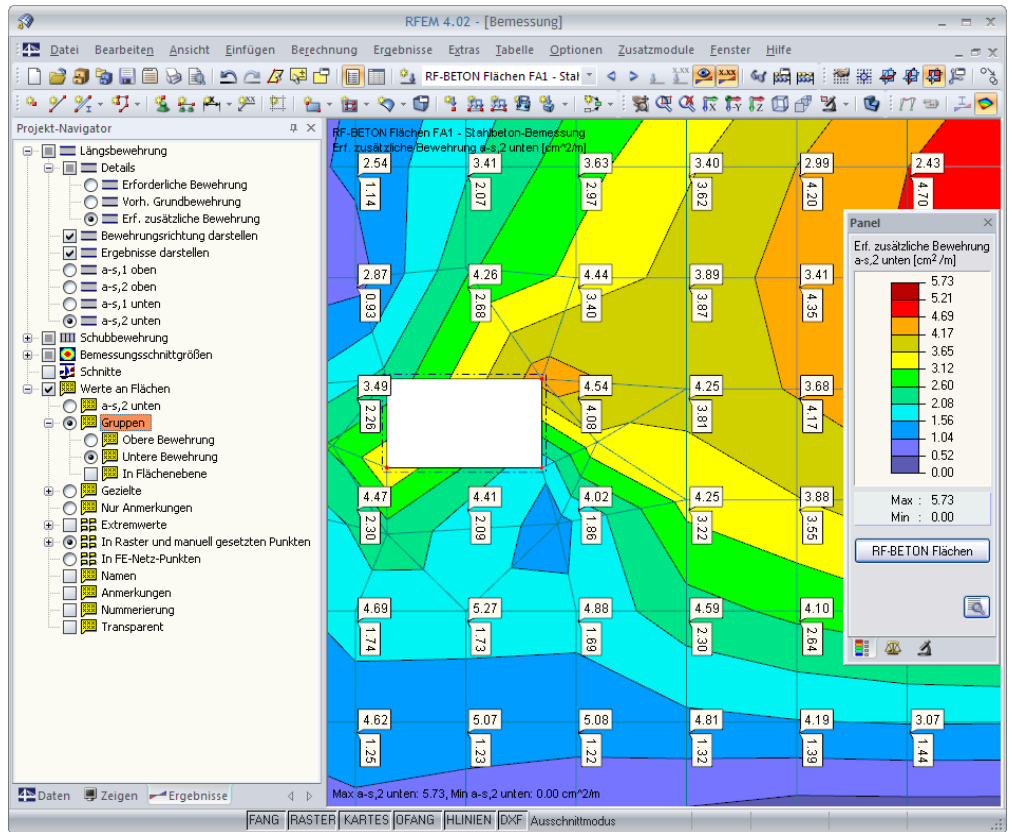 RFEM 4.02 - [Bemessung]
Datei Bearbeiten Ansicht Einfügen Berechnung Ergebnisse Extras Tabelle Optionen Zusatzmodule Fenster Hilfe
RF-BETON Flächen FA1 - Stal
Projekt-Navigator
Längsbewehrung
Details
Erforderliche Bewehrung
Vorh. Grundbewehrung
Erf. zusätzliche Bewehrung
Bewehrungsrichtung darstellen
Ergebnisse darstellen
a-s,1 oben
a-s,2 oben
a-s,1 unten
a-s,2 unten
Schubbewehrung
Bemessungsschnittgrößen
Schnitte
Werte an Flächen
a-s,2 unten
Gruppen
Obere Bewehrung
Untere Bewehrung
In Flächenebene
Gezielte
Nur Anmerkungen
Extremwerte
In Raster und manuell gesetzten Punkten
In FE-Netz-Punkten
Namen
Anmerkungen
Nummerierung
Transparent
Daten Zeigen Ergebnisse
RF-BETON Flächen FA1 - Stahlbeton-Bemessung
Erf. zusätzliche Bewehrung a-s,2 unten [cm^2/m]
2.54 3.41 3.63 3.40 2.99 2.43
1.14 2.07 2.97 3.62 4.20 4.70
2.87 4.26 4.44 3.89 3.41
0.93 2.68 3.40 3.87 4.35
3.49 4.54 4.25 3.68
2.26 4.08 3.81 4.17
4.47 4.41 4.02 4.25 3.88
2.30 2.09 1.86 3.22 3.55
4.69 5.27 4.88 4.59 4.10
1.74 1.73 1.69 2.30 2.64
4.62 5.07 5.08 4.81 4.19 3.07
1.25 1.23 1.22 1.32 1.39 1.44
Max a-s,2 unten: 5.73, Min a-s,2 unten: 0.00 cm^2/m
Panel
Erf. zusätzliche Bewehrung
a-s,2 unten [cm2 /m]
5.73
5.21
4.69
4.17
3.65
3.12
2.60
2.08
1.56
1.04
0.52
0.00
Max : 5.73
Min : 0.00
RF-BETON Flächen
FANG RASTER KARTES OFANG HLINIEN DXF Ausschnittmodus